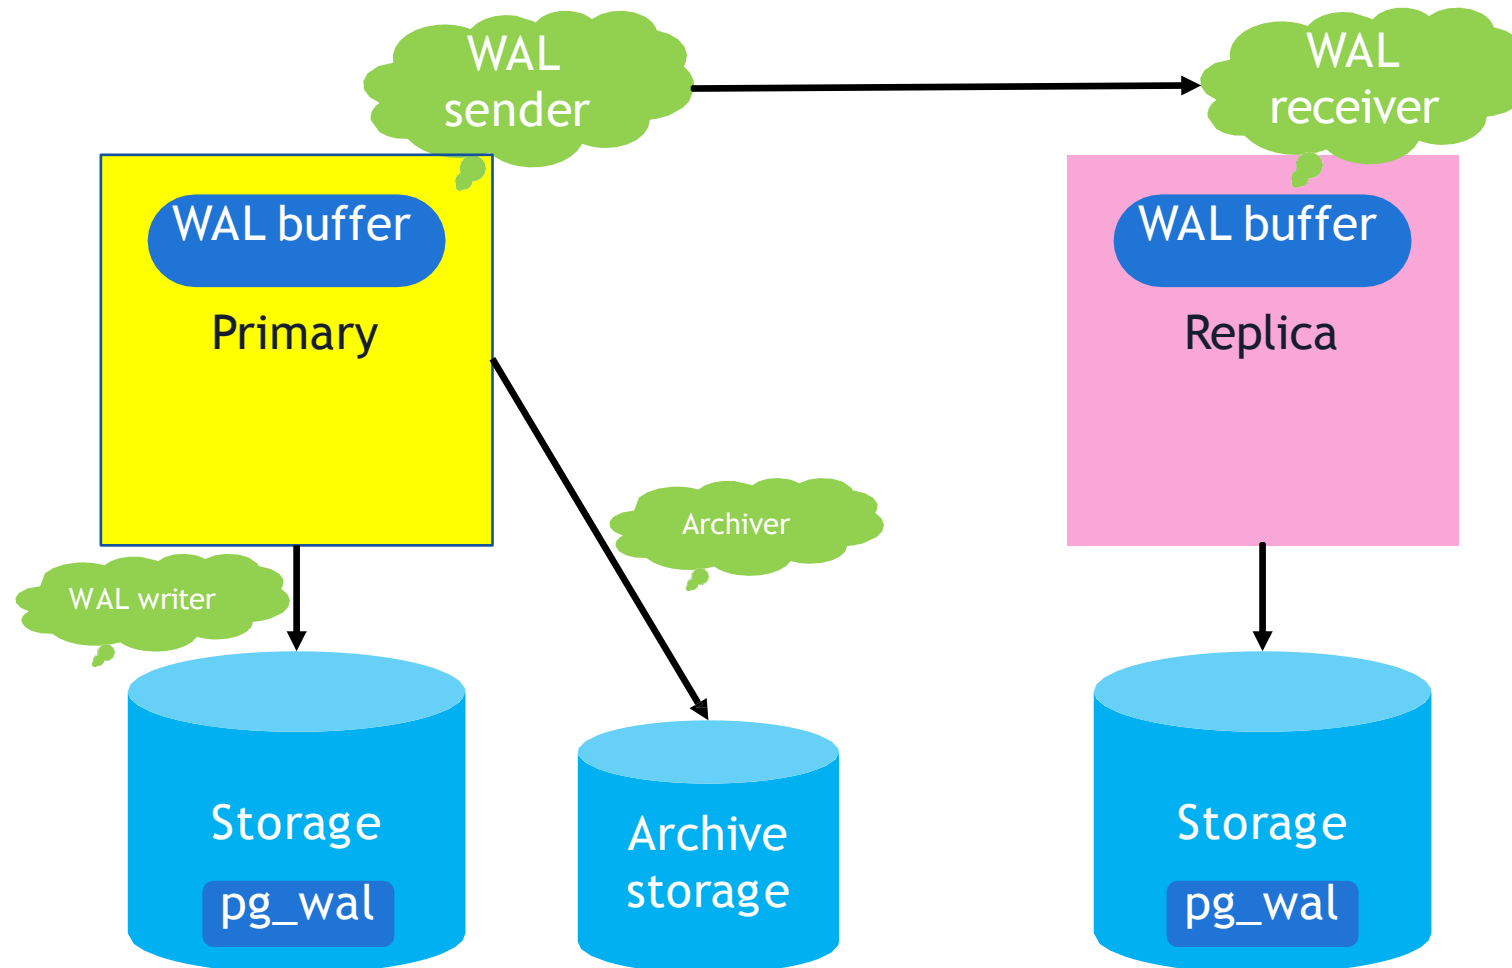 WAL
sender
WAL
receiver
WAL buffer
Primary
WAL buffer
Replica
Archiver
WAL writer
Storage
pg_wal
Archive
storage
Storage
pg_wal